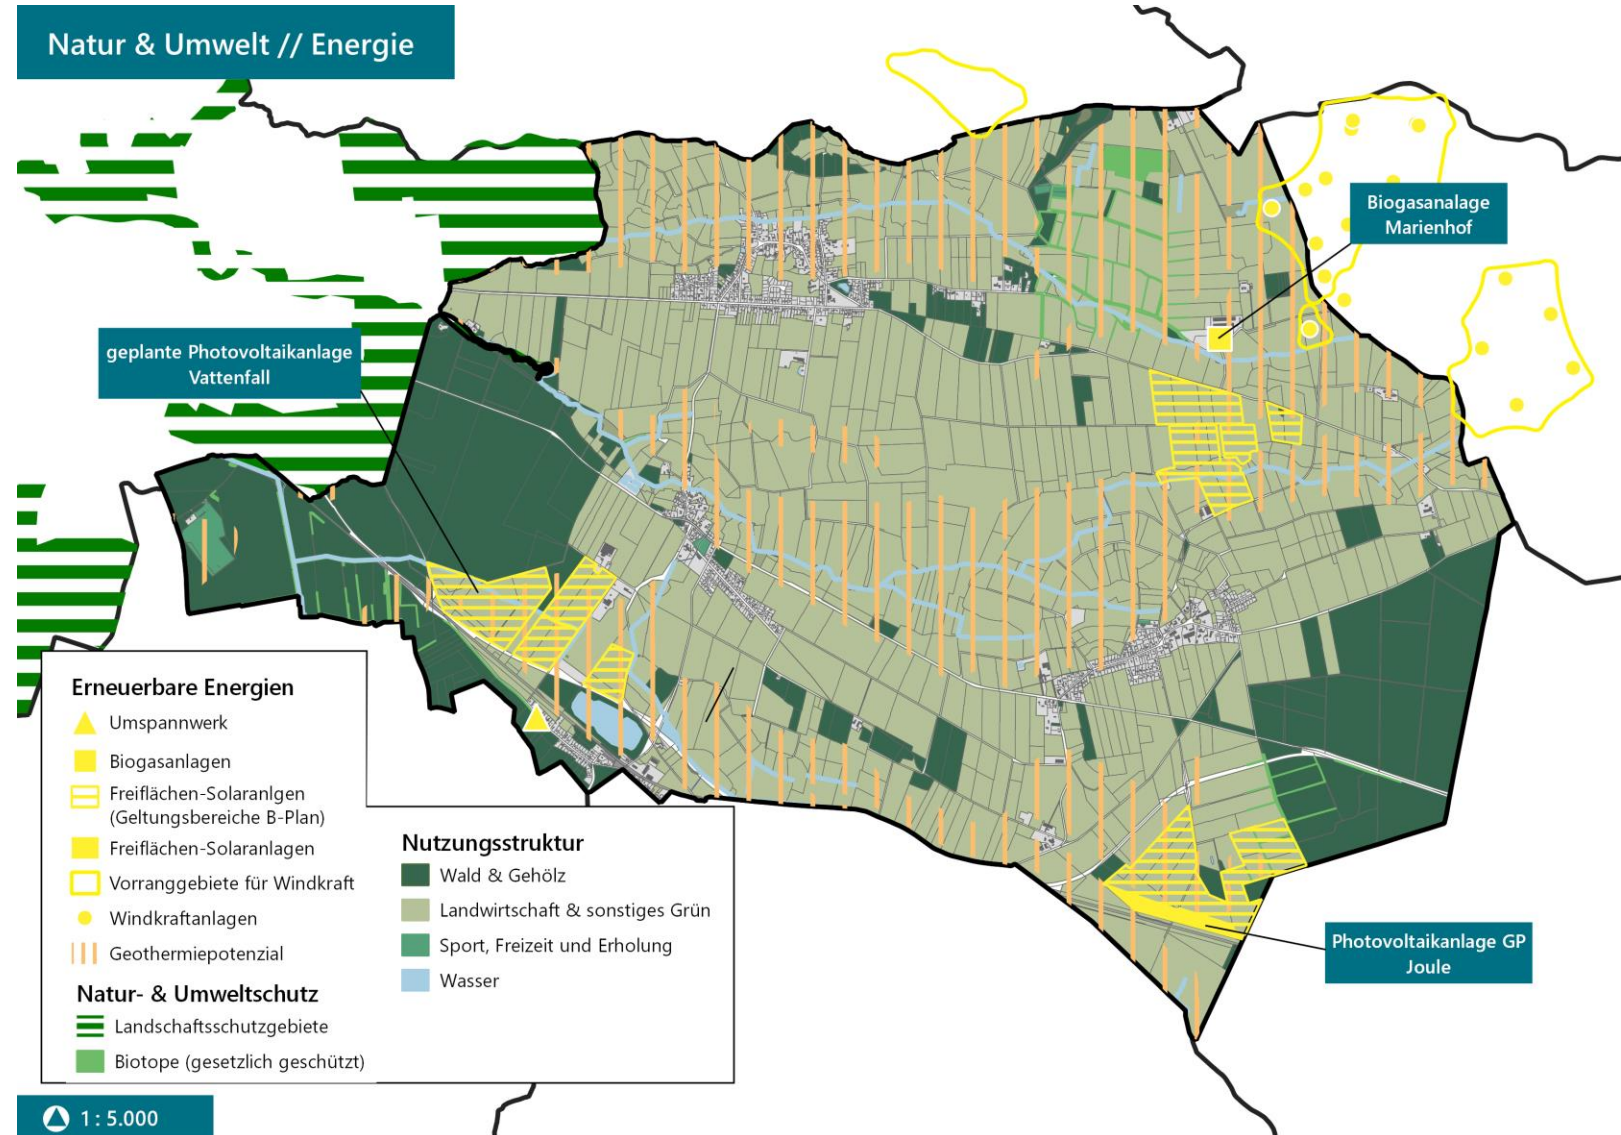 Natur & Umwelt // Energie
Biogasanalage
Marienhof
geplante Photovoltaikanlage
Vattenfall
Erneuerbare Energien
Umspannwerk
Biogasanlagen
Freiflächen-Solaranlgen
(Geltungsbereiche B-Plan)
Freiflächen-Solaranlagen
Vorranggebiete für Windkraft
Windkraftanlagen
Geothermiepotenzial
Natur- & Umweltschutz
Landschaftsschutzgebiete
Biotope (gesetzlich geschützt)
Nutzungsstruktur
Wald & Gehölz
Landwirtschaft & sonstiges Grün
Sport, Freizeit und Erholung
Wasser
Photovoltaikanlage GP
Joule
1 : 5.000